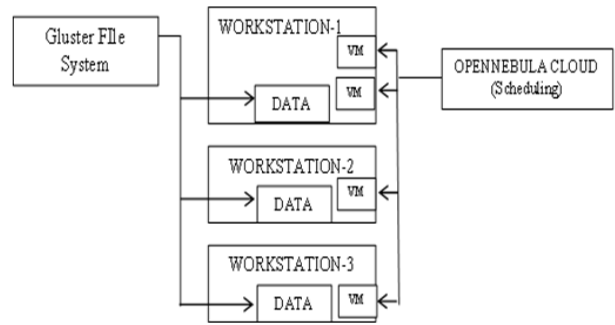 Gluster FIle
System
WORKSTATION-1
VM
VM
DATA
OPENNEBULA CLOUD
(Scheduling)
WORKSTATION-2
VM
DATA
WORKSTATION-3
VM
DATA